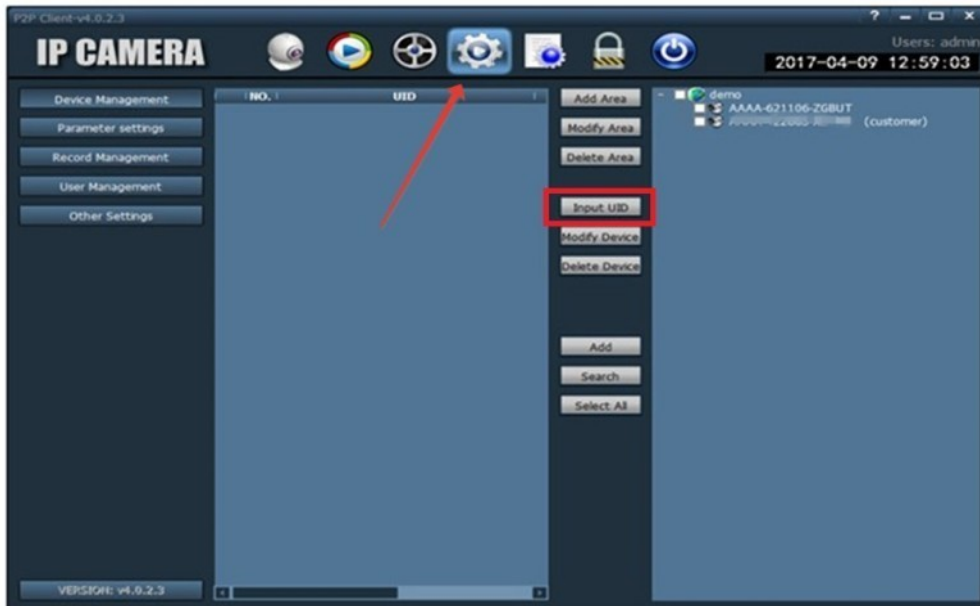 P2P Client-v4.0.2.3
?
IP CAMERA
Users: admin
2017-04-09 12:59:03
Device Management
Parameter settings
Record Management
User Management
Other Settings
VERSION: v4.0.2.3
NO. UID
Add Area
Modify Area
Delete Area
Input UID
Modify Device
Delete Device
Add
Search
Select All
demo
AAAA-621106-ZGBUT
(customer)